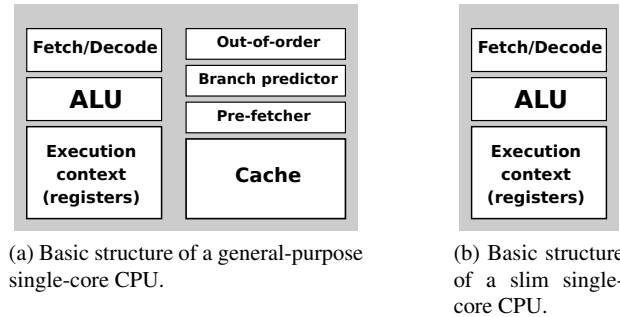 Fetch/Decode
ALU
Execution
context
(registers)
Out-of-order
Branch predictor
Pre-fetcher
Cache
(a) Basic structure of a general-purpose
single-core CPU.
Fetch/Decode
ALU
Execution
context
(registers)
(b) Basic structure
of a slim single-
core CPU.